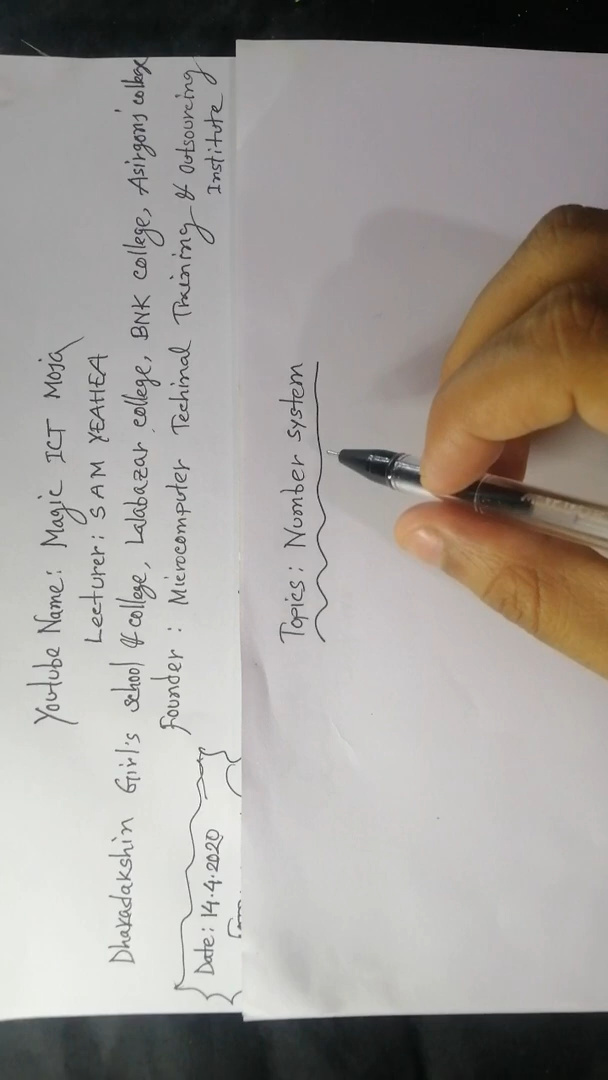 Youtube Name: Magic ICT Moja
Lecturer: SAM YEAHEA
Dhakadakshin Girl's school & college, Lalabazar college, BNK college, Asirgonj college
Founder: Microcomputer Techinal Training & Outsourcing
Institute
Date: 14.4.2020
Topics: Number System